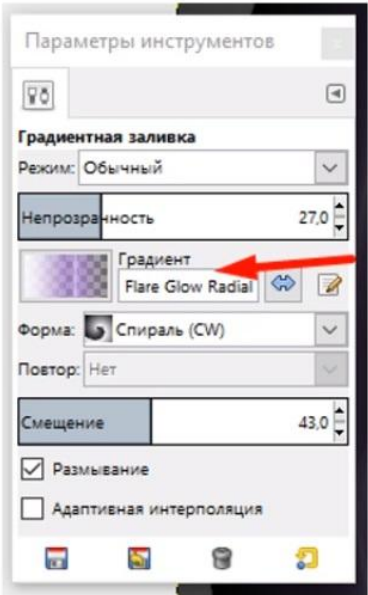 Параметры инструментов
Градиентная заливка
Режим: Обычный
Непрозрачность 27,0
Градиент
Flare Glow Radial
Форма: Спираль (CW)
Повтор: Нет
Смещение 43,0
Размывание
Адаптивная интерполяция